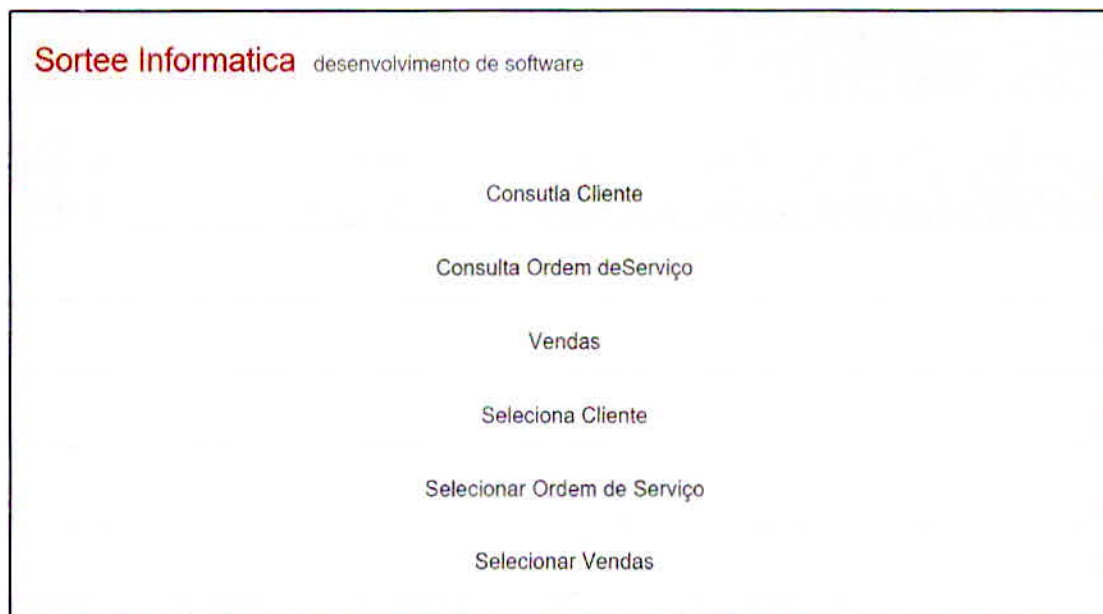 Sortee Informatica desenvolvimento de software
Consutla Cliente
Consulta Ordem deServiço
Vendas
Seleciona Cliente
Selecionar Ordem de Serviço
Selecionar Vendas